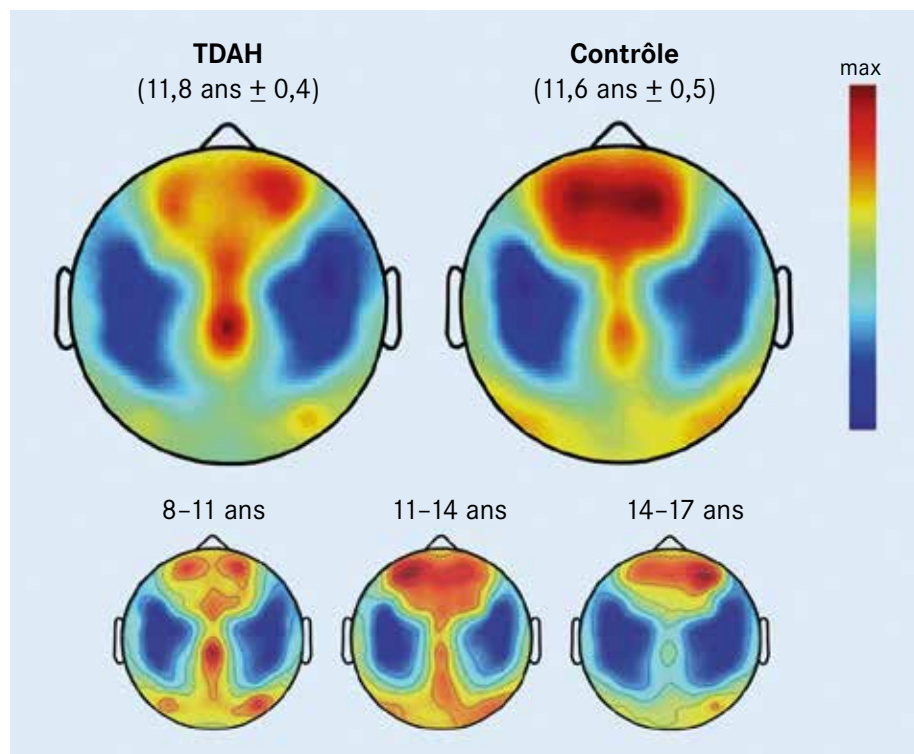 TDAH
(11,8 ans ± 0,4)
Contrôle
(11,6 ans ± 0,5)
max
8–11 ans
11–14 ans
14–17 ans